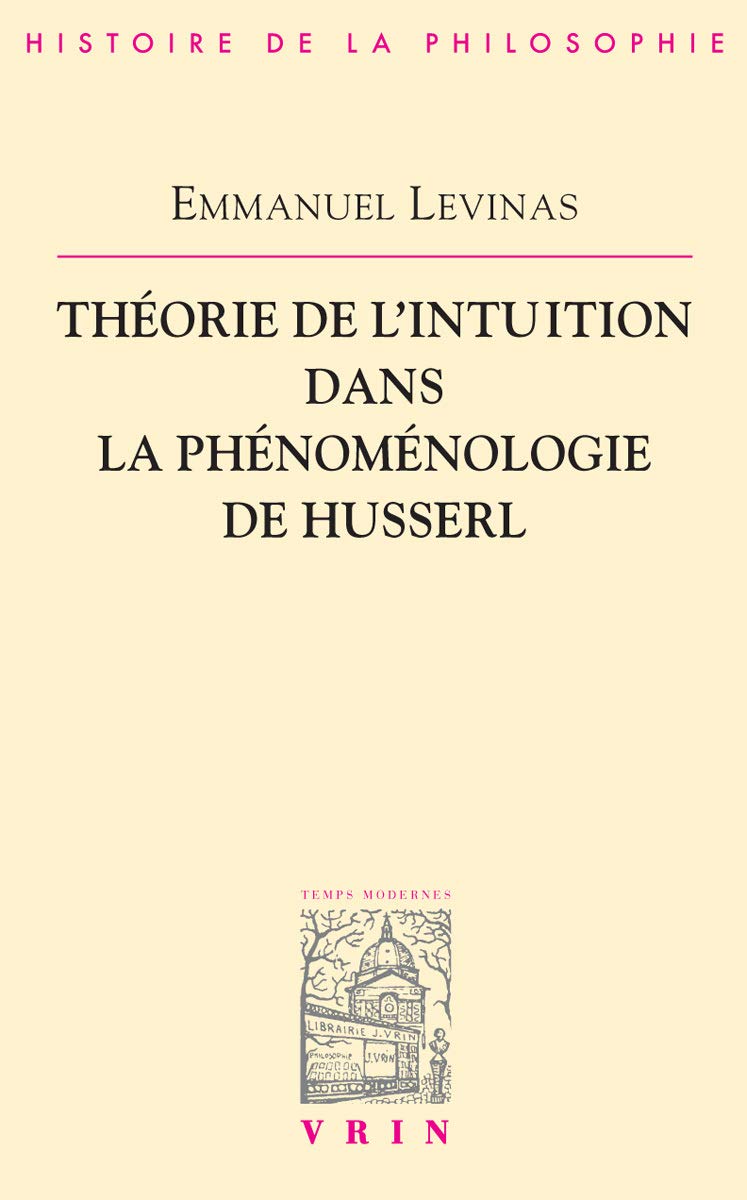 HISTOIRE DE LA PHILOSOPHIE
EMMANUEL LEVINAS
THÉORIE DE L'INTUITION
DANS
LA PHÉNOMÉNOLOGIE
DE HUSSERL
TEMPS MODERNES
LIBRAIRIE J. VRIN
PHILOSOPHIE
J. VRIN
VRIN